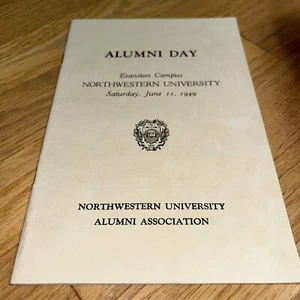 ALUMNI DAY
Evanston Campus
NORTHWESTERN UNIVERSITY
Saturday, June 11, 1949
NORTHWESTERN UNIVERSITY
ALUMNI ASSOCIATION